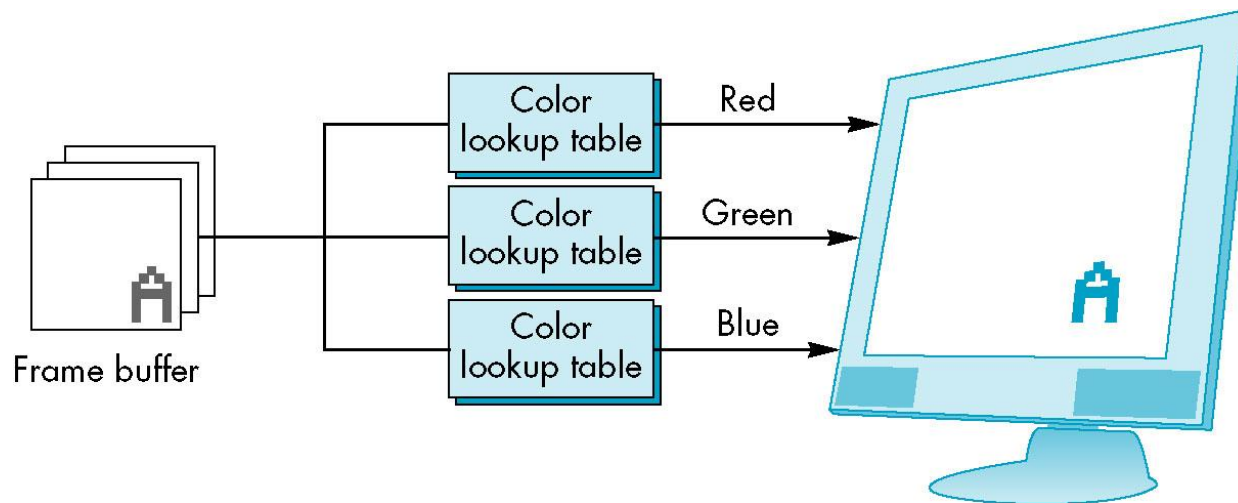 Color
lookup table
Red
Color
lookup table
Green
Color
lookup table
Blue
Frame buffer